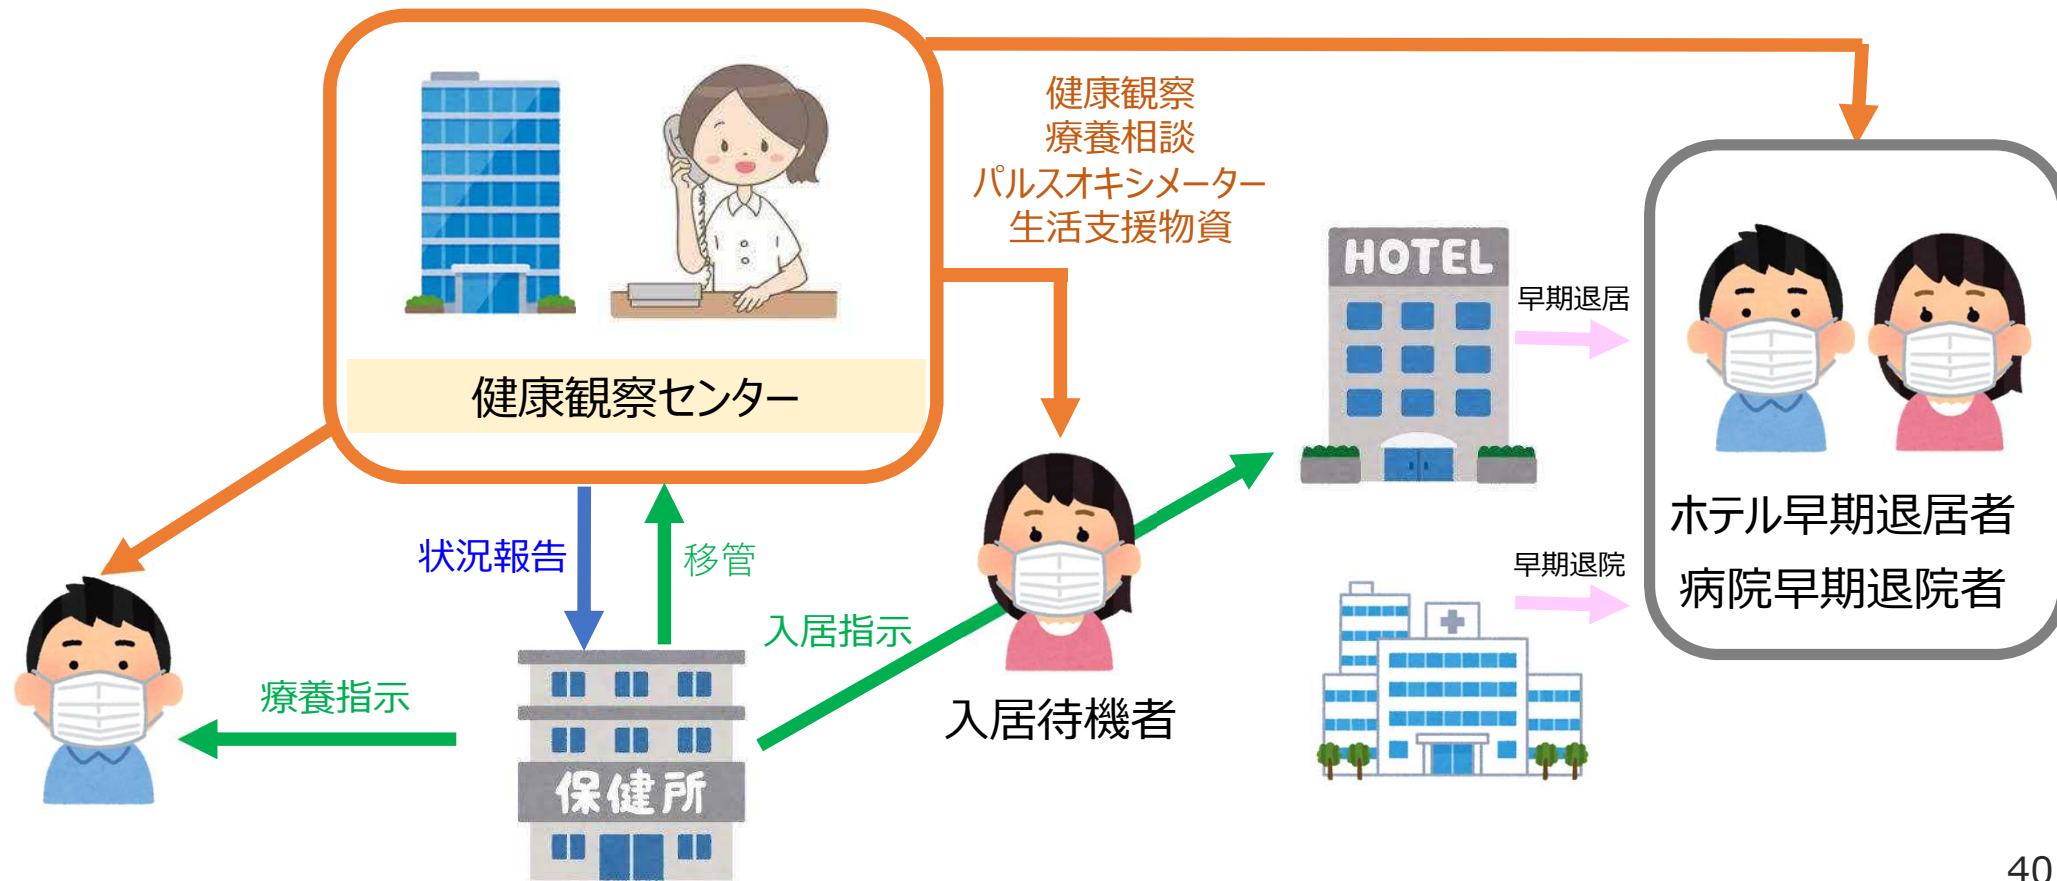 健康観察
療養相談
パルスオキシメーター
生活支援物資
HOTEL
早期退居
健康観察センター
ホテル早期退居者
病院早期退院者
状況報告
移管
早期退院
入居指示
療養指示
入居待機者
保健所
40